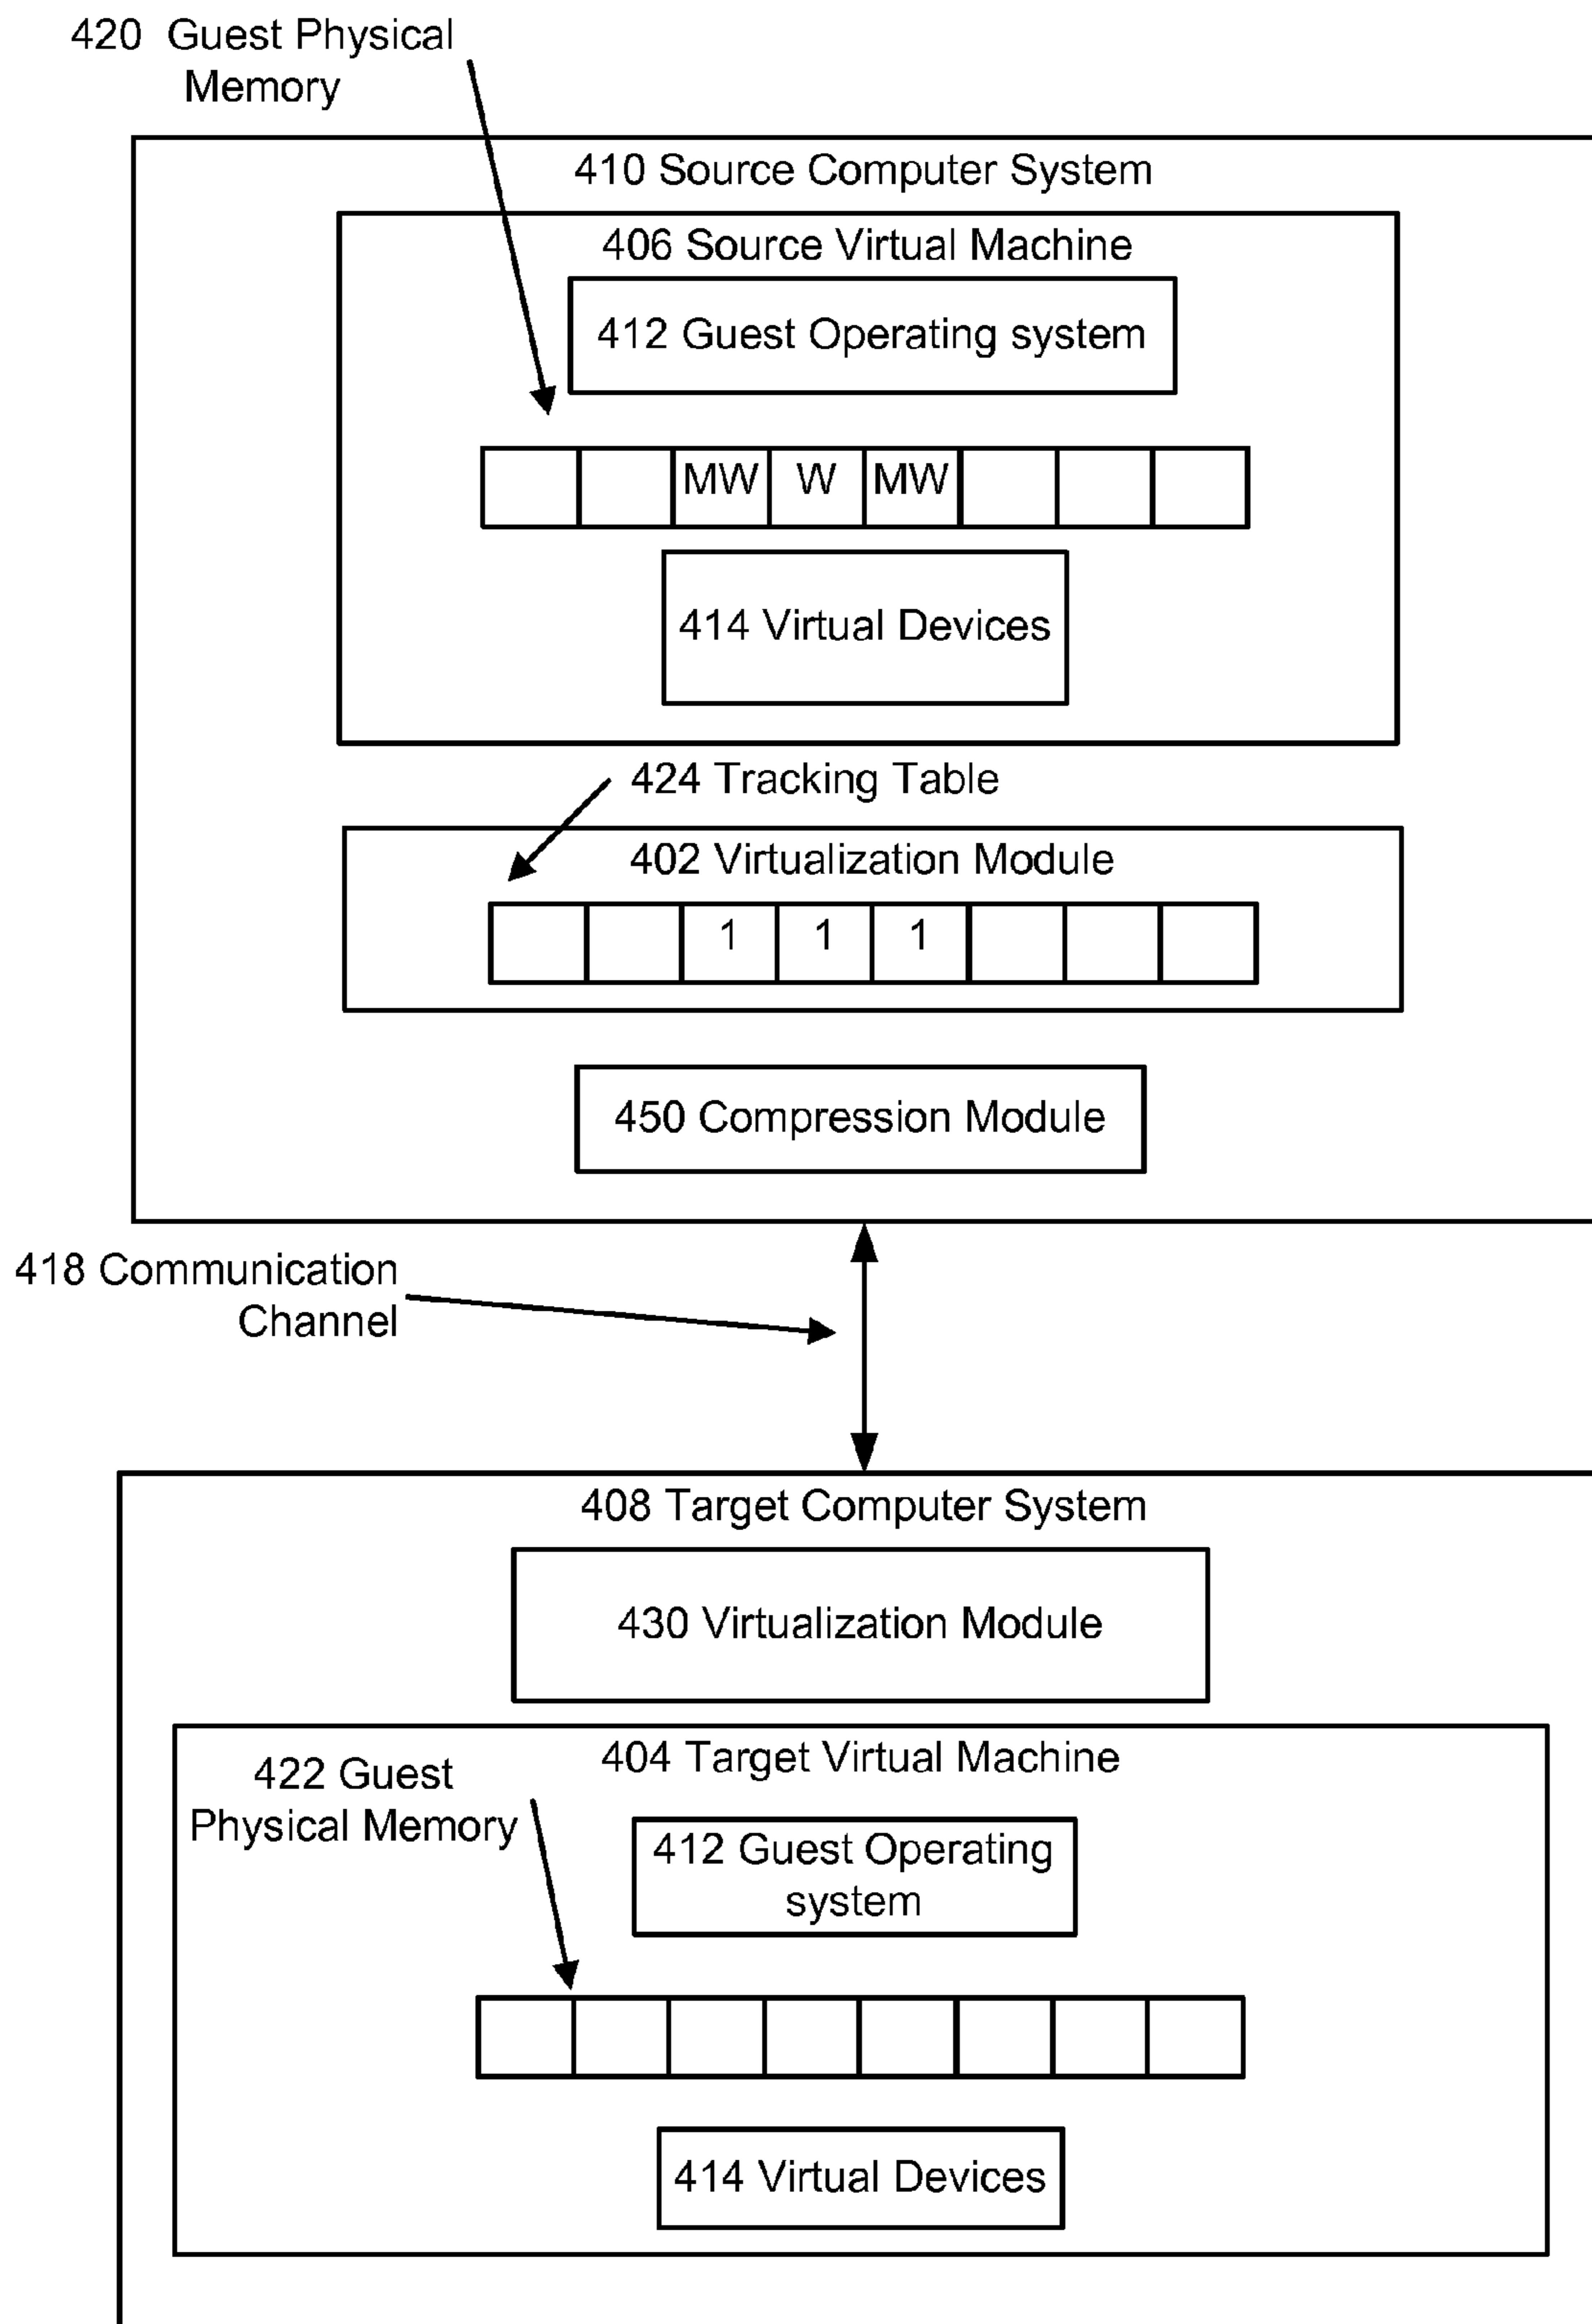 420 Guest Physical
Memory
410 Source Computer System
406 Source Virtual Machine
412 Guest Operating system
MW W MW
414 Virtual Devices
424 Tracking Table
402 Virtualization Module
1 1 1
450 Compression Module
418 Communication
Channel
408 Target Computer System
430 Virtualization Module
404 Target Virtual Machine
422 Guest
Physical Memory
412 Guest Operating
system
414 Virtual Devices